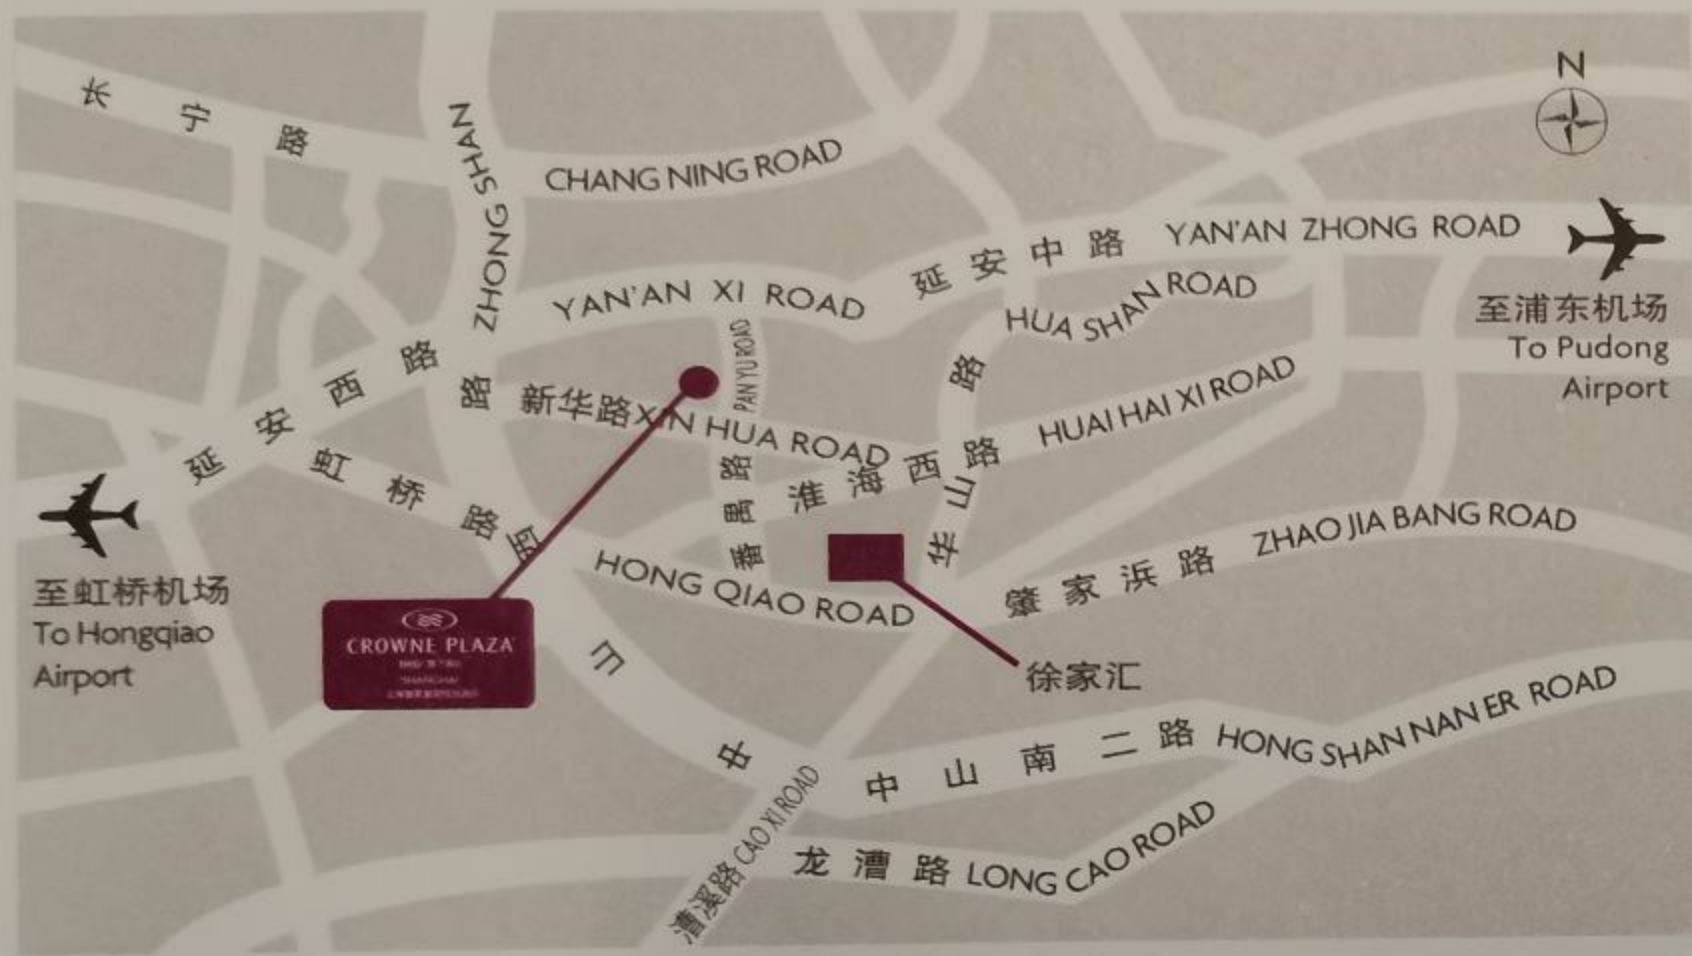 N
长宁路
CHANG NING ROAD
ZHONG SHAN
延安中路 YAN'AN ZHONG ROAD
YAN'AN XI ROAD
HUA SHAN ROAD
至浦东机场
To Pudong
Airport
延安西路
路
PAN YU ROAD
新华路XIN HUA ROAD
HUAI HAI XI ROAD
淮海西路
番禺路
华山路
虹桥路
HONG QIAO ROAD
西
山
中
肇家浜路 ZHAO JIA BANG ROAD
至虹桥机场
To Hongqiao
Airport
CROWNE PLAZA
SHANGHAI
徐家汇
中山南二路 HONG SHAN NAN ER ROAD
漕溪路 CAO XI ROAD
龙漕路 LONG CAO ROAD